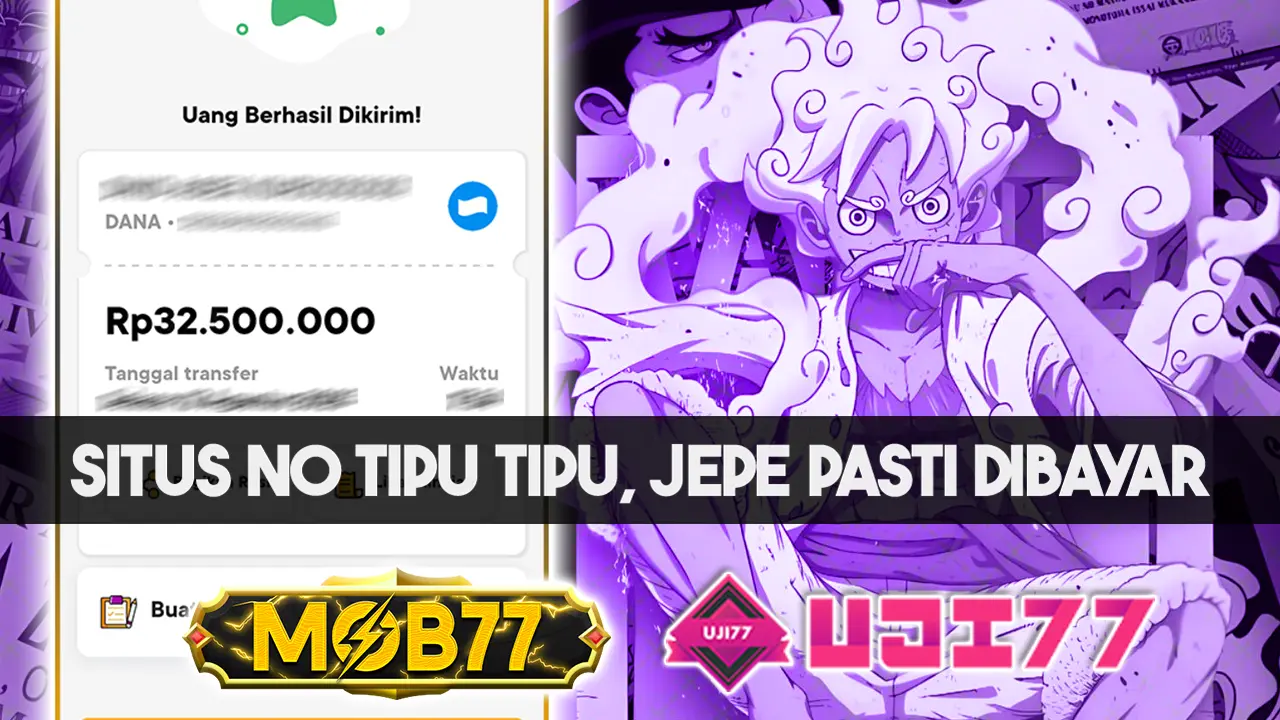 Uang Berhasil Dikirim!
DANA •
Rp32.500.000
Tanggal transfer
Waktu
SITUS NO TIPU TIPU, JEPE PASTI DIBAYAR
Bua
MOB77
UJI77
UJI77